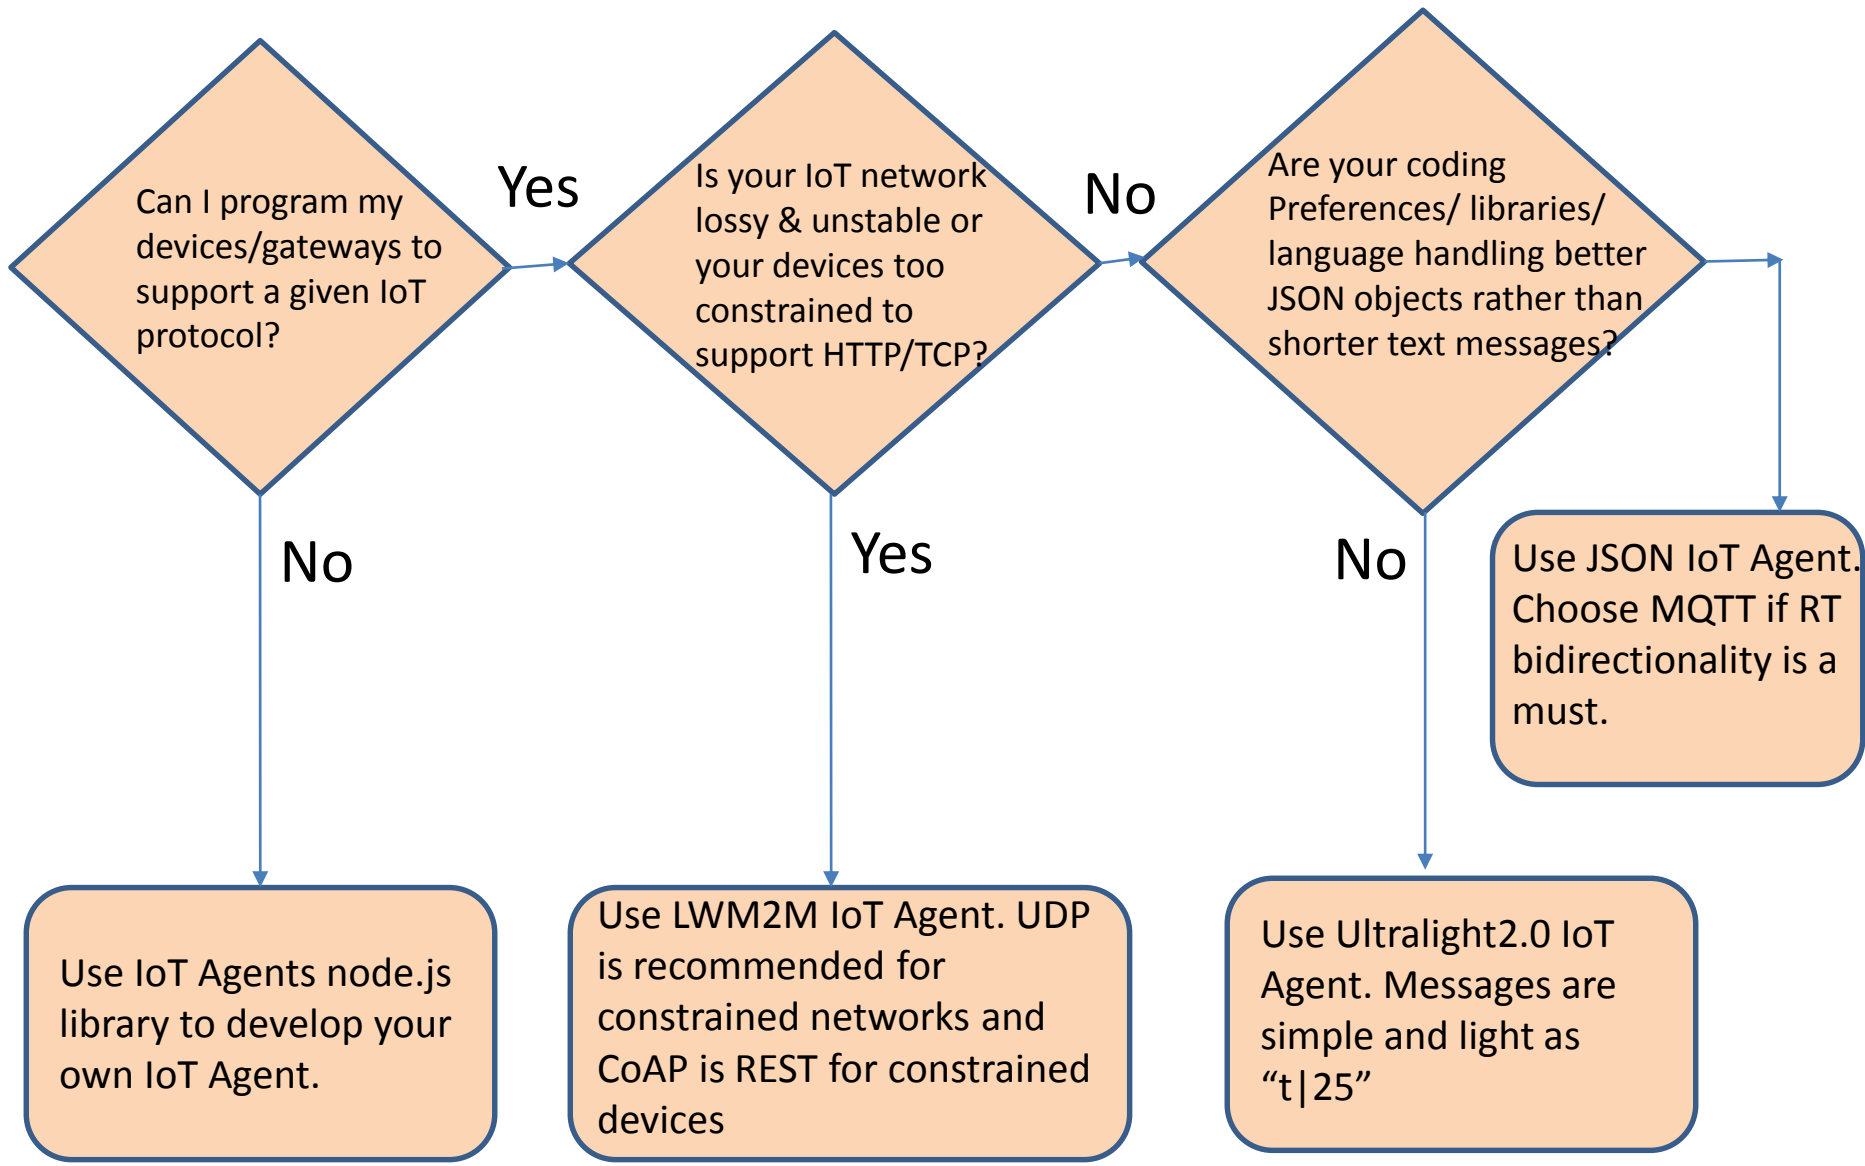 Can I program my
devices/gateways to
support a given IoT
protocol?
Yes
Is your IoT network
lossy & unstable or
your devices too
constrained to
support HTTP/TCP?
No
Are your coding
Preferences/ libraries/
language handling better
JSON objects rather than
shorter text messages?
No
Yes
No
Use JSON IoT Agent.
Choose MQTT if RT
bidirectionality is a
must.
Use IoT Agents node.js
library to develop your
own IoT Agent.
Use LWM2M IoT Agent. UDP
is recommended for
constrained networks and
CoAP is REST for constrained
devices
Use Ultralight2.0 IoT
Agent. Messages are
simple and light as
“t|25”